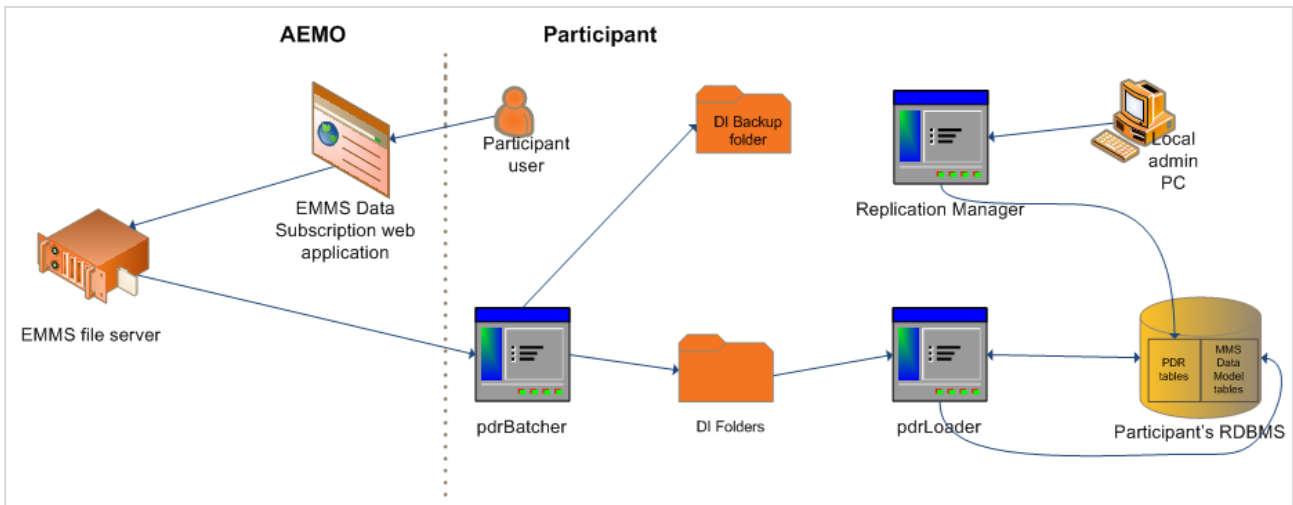 AEMO
Participant
DI Backup
folder
Participant
user
Local
admin
PC
Replication Manager
EMMS Data
Subscription web
application
EMMS file server
PDR
tables
MMS
Data
Model
tables
pdrBatcher
DI Folders
pdrLoader
Participant's RDBMS